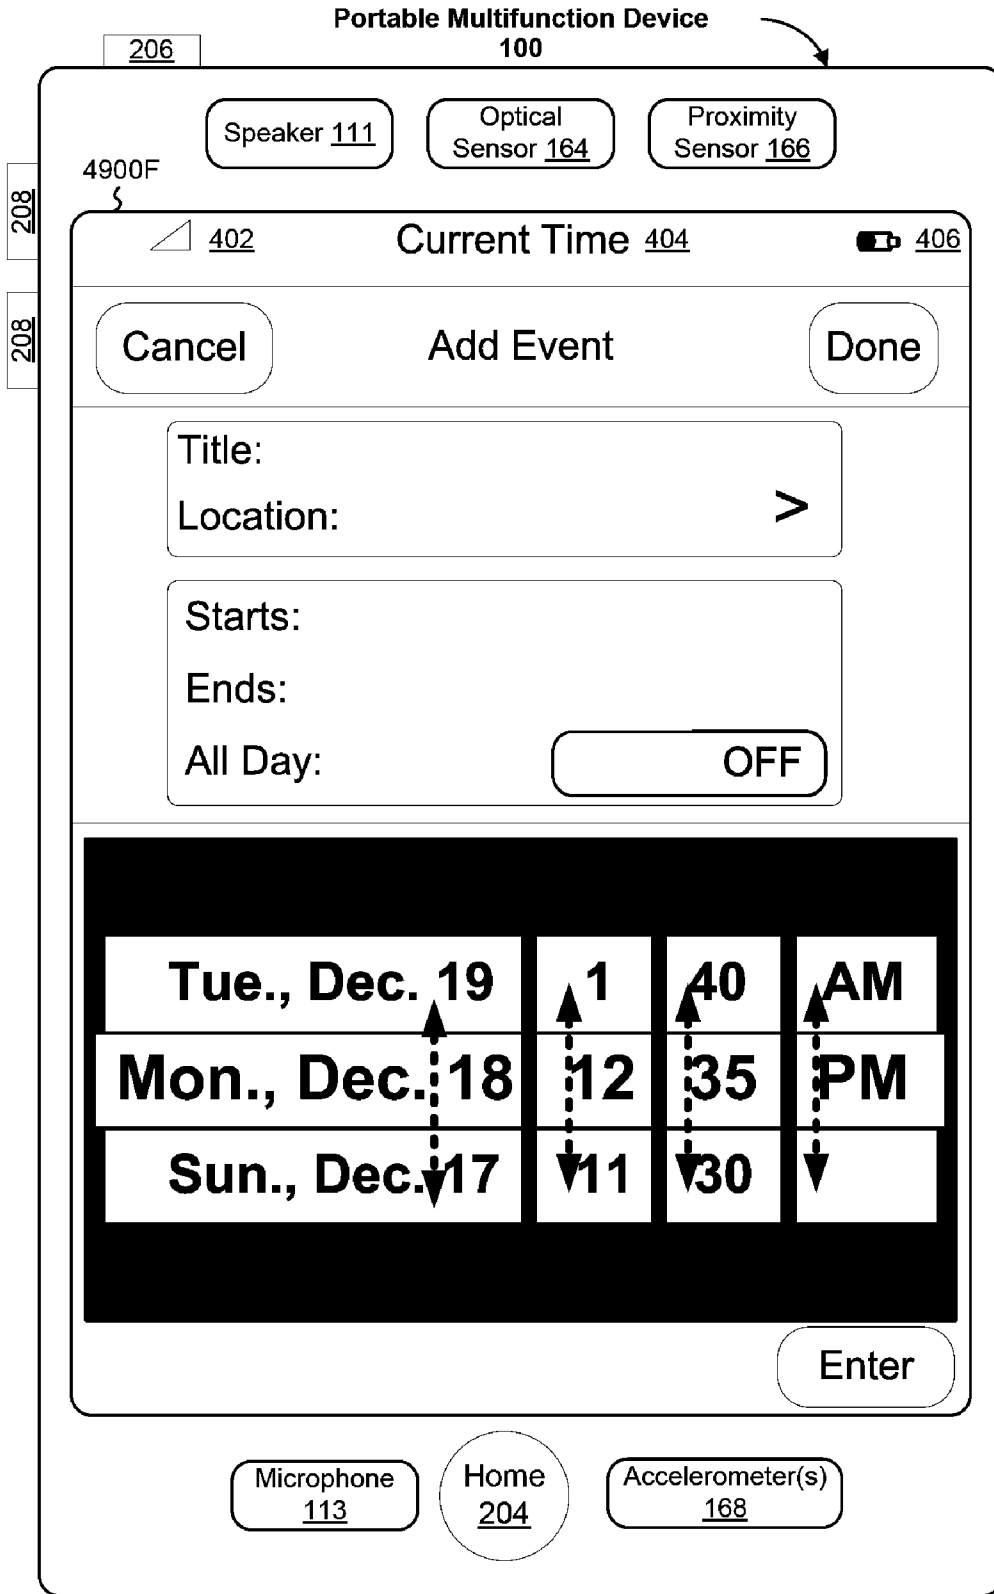 Portable Multifunction Device
100
206
Speaker 111
Optical
Sensor 164
Proximity
Sensor 166
4900F
208
402
Current Time 404
406
208
Cancel
Add Event
Done
Title:
Location:
>
Starts:
Ends:
All Day:
OFF
Tue., Dec. 19 1 40 AM
Mon., Dec. 18 12 35 PM
Sun., Dec. 17 11 30
Enter
Microphone
113
Home
204
Accelerometer(s)
168